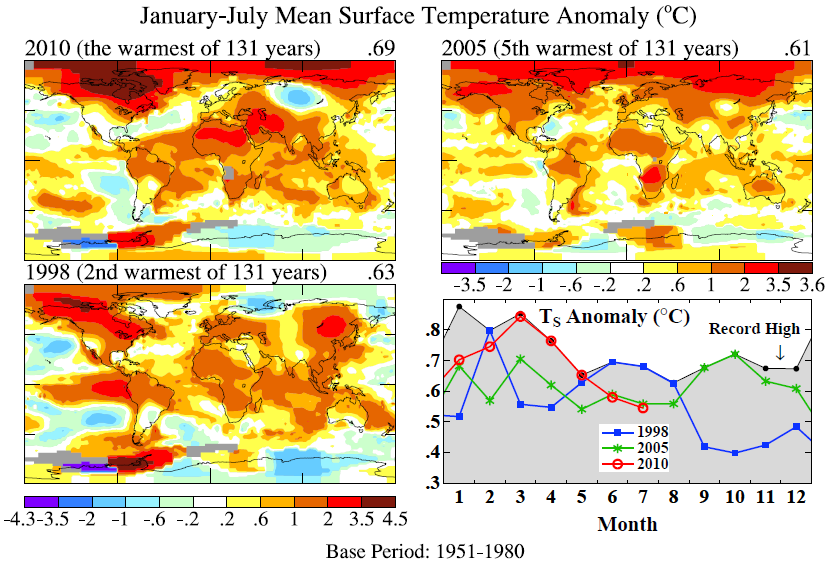 January-July Mean Surface Temperature Anomaly (°C)
2010 (the warmest of 131 years) .69
2005 (5th warmest of 131 years) .61
1998 (2nd warmest of 131 years) .63
-3.5 -2 -1 -.6 -.2 .2 .6 1 2 3.5 3.6
Ts Anomaly (°C)
Record High
↓
.8
.7
.6
.5
.4
.3
1998
2005
2010
1 2 3 4 5 6 7 8 9 10 11 12
Month
-4.3 -3.5 -2 -1 -.6 -.2 .2 .6 1 2 3.5 4.5
Base Period: 1951-1980